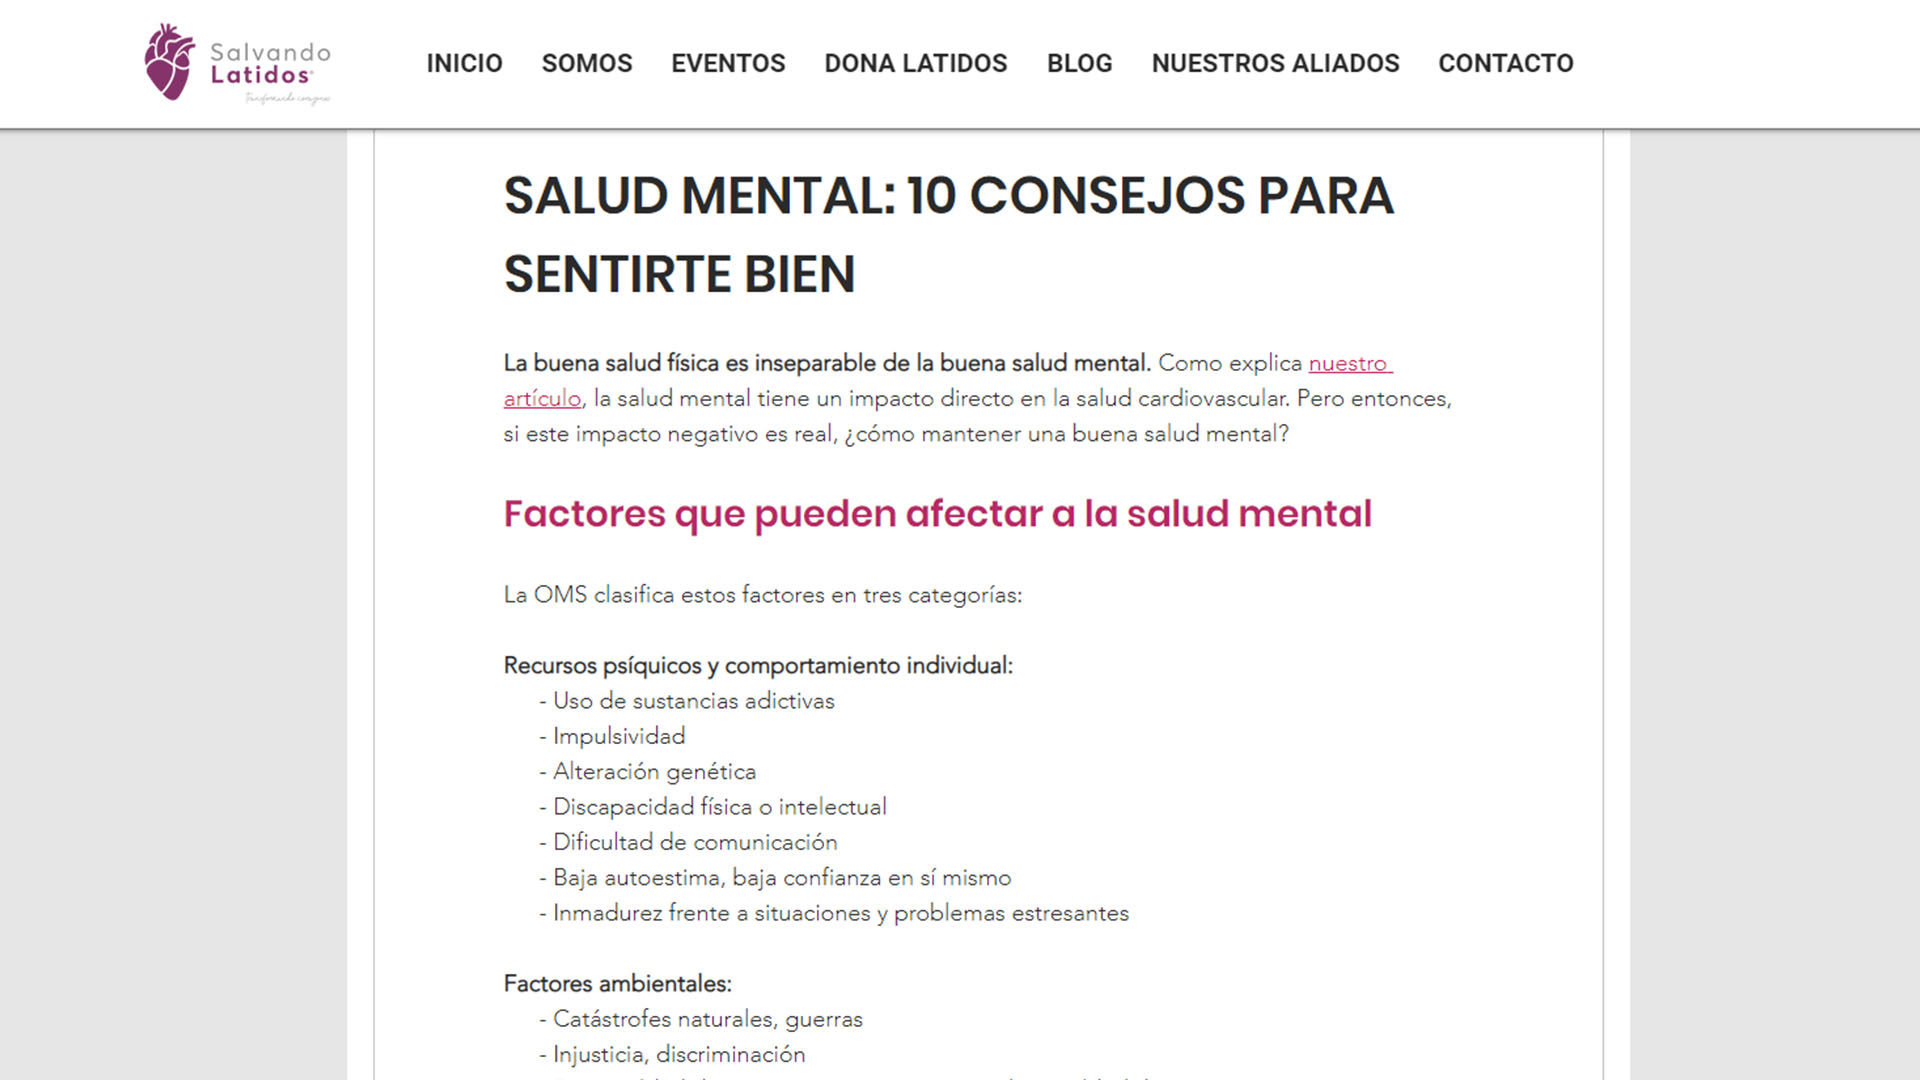 Salvando
Latidos
INICIO SOMOS EVENTOS DONA LATIDOS BLOG NUESTROS ALIADOS CONTACTO
SALUD MENTAL: 10 CONSEJOS PARA
SENTIRTE BIEN
La buena salud física es inseparable de la buena salud mental. Como explica nuestro
artículo, la salud mental tiene un impacto directo en la salud cardiovascular. Pero entonces,
si este impacto negativo es real, ¿cómo mantener una buena salud mental?
Factores que pueden afectar a la salud mental
La OMS clasifica estos factores en tres categorías:
Recursos psíquicos y comportamiento individual:
- Uso de sustancias adictivas
- Impulsividad
- Alteración genética
- Discapacidad física o intelectual
- Dificultad de comunicación
- Baja autoestima, baja confianza en sí mismo
- Inmadurez frente a situaciones y problemas estresantes
Factores ambientales:
- Catástrofes naturales, guerras
- Injusticia, discriminación